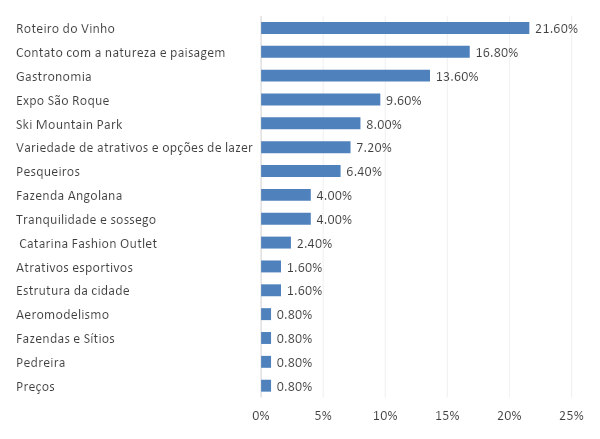 Roteiro do Vinho 21.60%
Contato com a natureza e paisagem 16.80%
Gastronomia 13.60%
Expo São Roque 9.60%
Ski Mountain Park 8.00%
Variedade de atrativos e opções de lazer 7.20%
Pesqueiros 6.40%
Fazenda Angolana 4.00%
Tranquilidade e sossego 4.00%
Catarina Fashion Outlet 2.40%
Atrativos esportivos 1.60%
Estrutura da cidade 1.60%
Aeromodelismo 0.80%
Fazendas e Sítios 0.80%
Pedreira 0.80%
Preços 0.80%
0% 5% 10% 15% 20% 25%